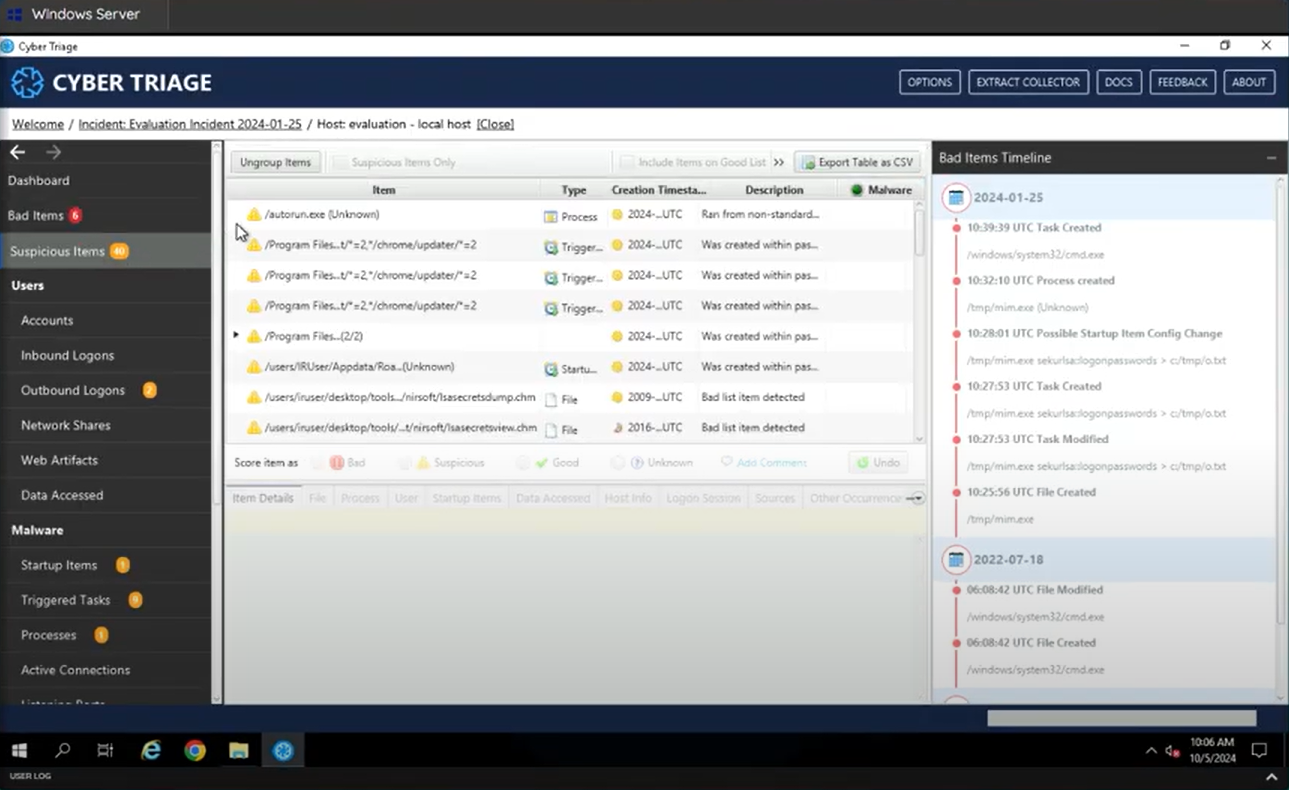 Windows Server
Cyber Triage
CYBER TRIAGE
OPTIONS
EXTRACT COLLECTOR
DOCS
FEEDBACK
ABOUT
Welcome / Incident: Evaluation Incident 2024-01-25 / Host: evaluation - local host [Close]
Dashboard
Bad Items 6
Suspicious Items 40
Users
Accounts
Inbound Logons
Outbound Logons 2
Network Shares
Web Artifacts
Data Accessed
Malware
Startup Items 1
Triggered Tasks 9
Processes 1
Active Connections
Listening Ports
Ungroup Items
Suspicious Items Only
Include Items on Good List >>
Export Table as CSV
Item Type Creation Timesta... Description Malware
/autorun.exe (Unknown) Process 2024-...UTC Ran from non-standard...
/Program Files...t/*=2,*/chrome/updater/*=2 Trigger... 2024-...UTC Was created within pas...
/Program Files...t/*=2,*/chrome/updater/*=2 Trigger... 2024-...UTC Was created within pas...
/Program Files...t/*=2,*/chrome/updater/*=2 Trigger... 2024-...UTC Was created within pas...
/Program Files...(2/2) 2024-...UTC Was created within pas...
/users/IRUser/Appdata/Roa...(Unknown) Startu... 2024-...UTC Was created within pas...
/users/iruser/desktop/tools.../nirsoft/lsasecretsdump.chm File 2009-...UTC Bad list item detected
/users/iruser/desktop/tools/...t/nirsoft/lsasecretsview.chm File 2016-...UTC Bad list item detected
Score item as Bad Suspicious Good Unknown Add Comment Undo
Item Details File Process User Startup Items Data Accessed Host Info Logon Session Sources Other Occurrence
Bad Items Timeline
2024-01-25
10:39:39 UTC Task Created
/windows/system32/cmd.exe
10:32:10 UTC Process created
/tmp/mim.exe (Unknown)
10:28:01 UTC Possible Startup Item Config Change
/tmp/mim.exe sekurlsa::logonpasswords > c:/tmp/o.txt
10:27:53 UTC Task Created
/tmp/mim.exe sekurlsa::logonpasswords > c:/tmp/o.txt
10:27:53 UTC Task Modified
/tmp/mim.exe sekurlsa::logonpasswords > c:/tmp/o.txt
10:25:56 UTC File Created
/tmp/mim.exe
2022-07-18
06:08:42 UTC File Modified
/windows/system32/cmd.exe
06:08:42 UTC File Created
/windows/system32/cmd.exe
10:06 AM
10/5/2024
USER LOG